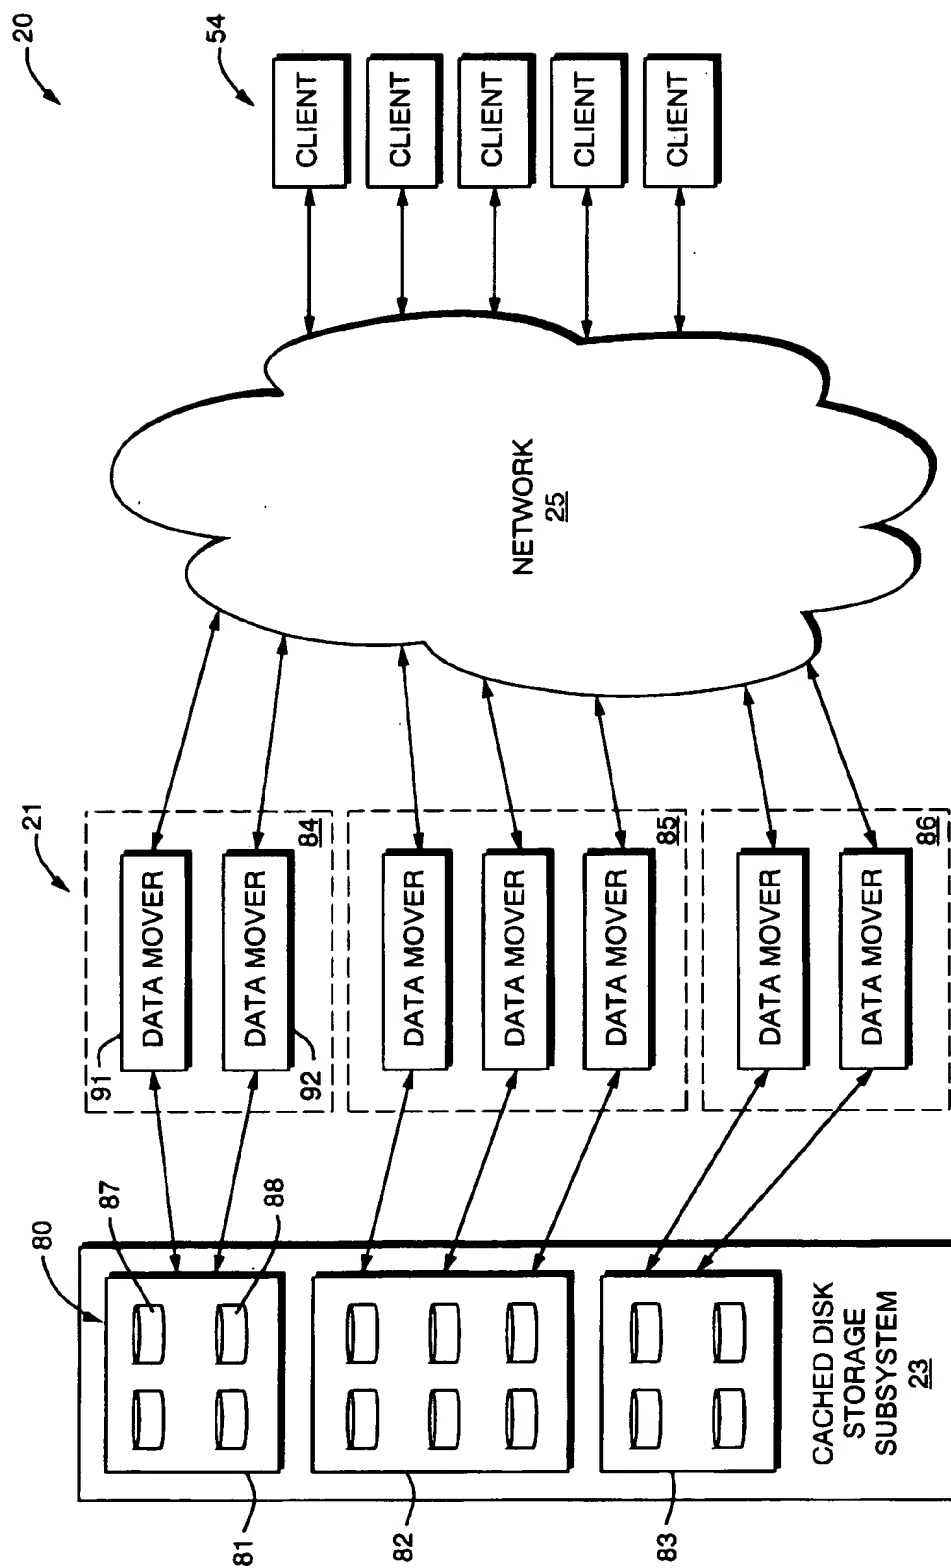 20
54
CLIENT
CLIENT
CLIENT
CLIENT
CLIENT
NETWORK
25
21
91
DATA MOVER
DATA MOVER
92
84
DATA MOVER
DATA MOVER
DATA MOVER
85
DATA MOVER
DATA MOVER
86
80
87
88
81
82
83
CACHED DISK
STORAGE
SUBSYSTEM
23